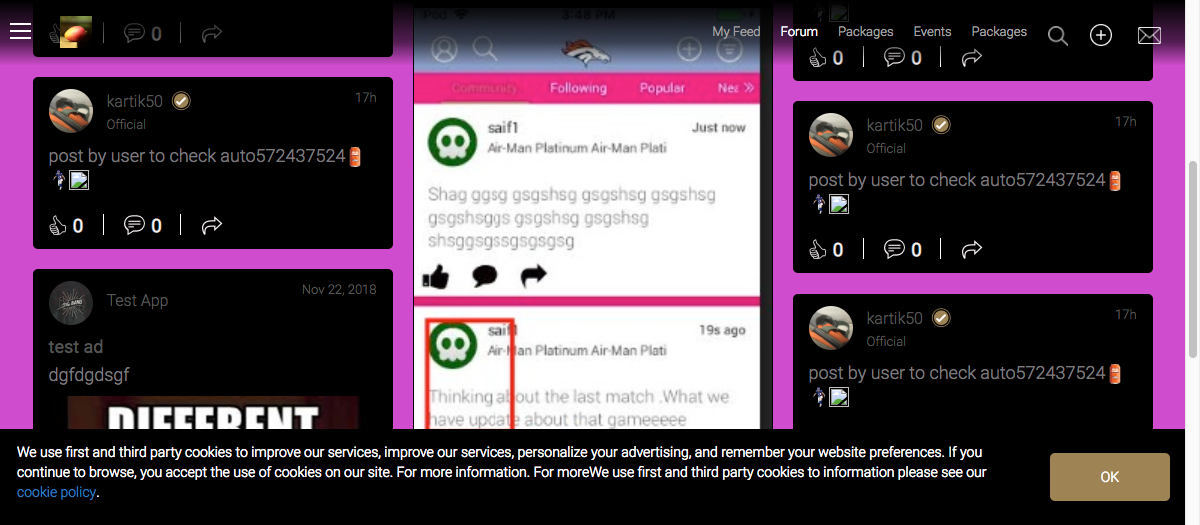 My Feed Forum Packages Events Packages
0
kartik50
17h
Official
post by user to check auto572437524
0 0
Test App
Nov 22, 2018
test ad
dgfdgdsgf
DIFFERENT
3:48 PM
Community Following Popular
saif1
Just now
Air-Man Platinum Air-Man Plati
Shag ggsg gsgshsg gsgshsg gsgshsg
gsgshsggs gsgshsg gsgshsg
shsggsgssgsgsgsg
saif1
19s ago
Air-Man Platinum Air-Man Plati
Thinking about the last match .What we
have update about that gameeeee
0 0
kartik50
17h
Official
post by user to check auto572437524
0 0
kartik50
17h
Official
post by user to check auto572437524
We use first and third party cookies to improve our services, improve our services, personalize your advertising, and remember your website preferences. If you
continue to browse, you accept the use of cookies on our site. For more information. For moreWe use first and third party cookies to information please see our
cookie policy.
OK